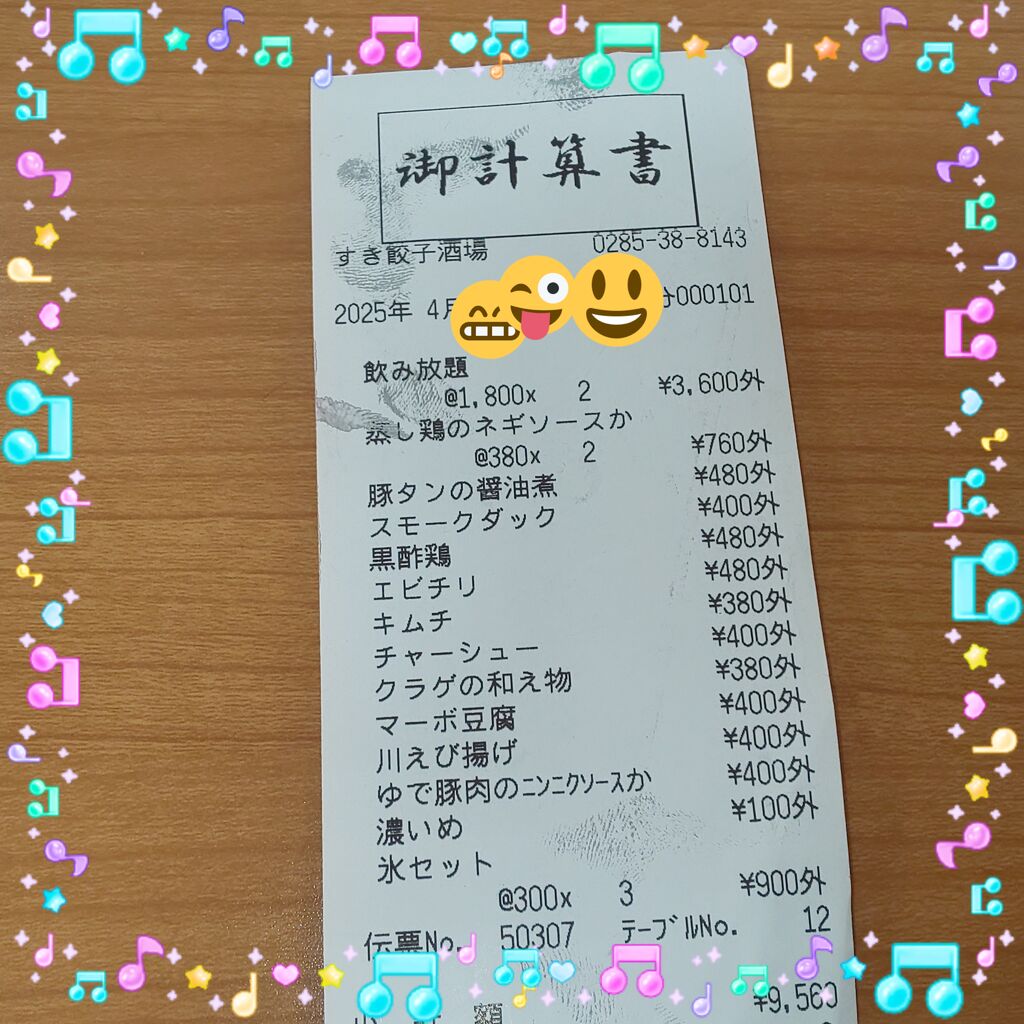 御計算書
すき餃子酒場 0285-38-8143
2025年 4月 分000101
飲み放題
@1,800x 2 ¥3,600外
蒸し鶏のネギソースか
@380x 2 ¥760外
豚タンの醤油煮 ¥480外
スモークダック ¥400外
黒酢鶏 ¥480外
エビチリ ¥480外
キムチ ¥380外
チャーシュー ¥400外
クラゲの和え物 ¥380外
マーボ豆腐 ¥400外
川えび揚げ ¥400外
ゆで豚肉のニンニクソースか ¥400外
濃いめ ¥100外
氷セット
@300x 3 ¥900外
伝票No. 50307 テーブルNo. 12
¥9,560